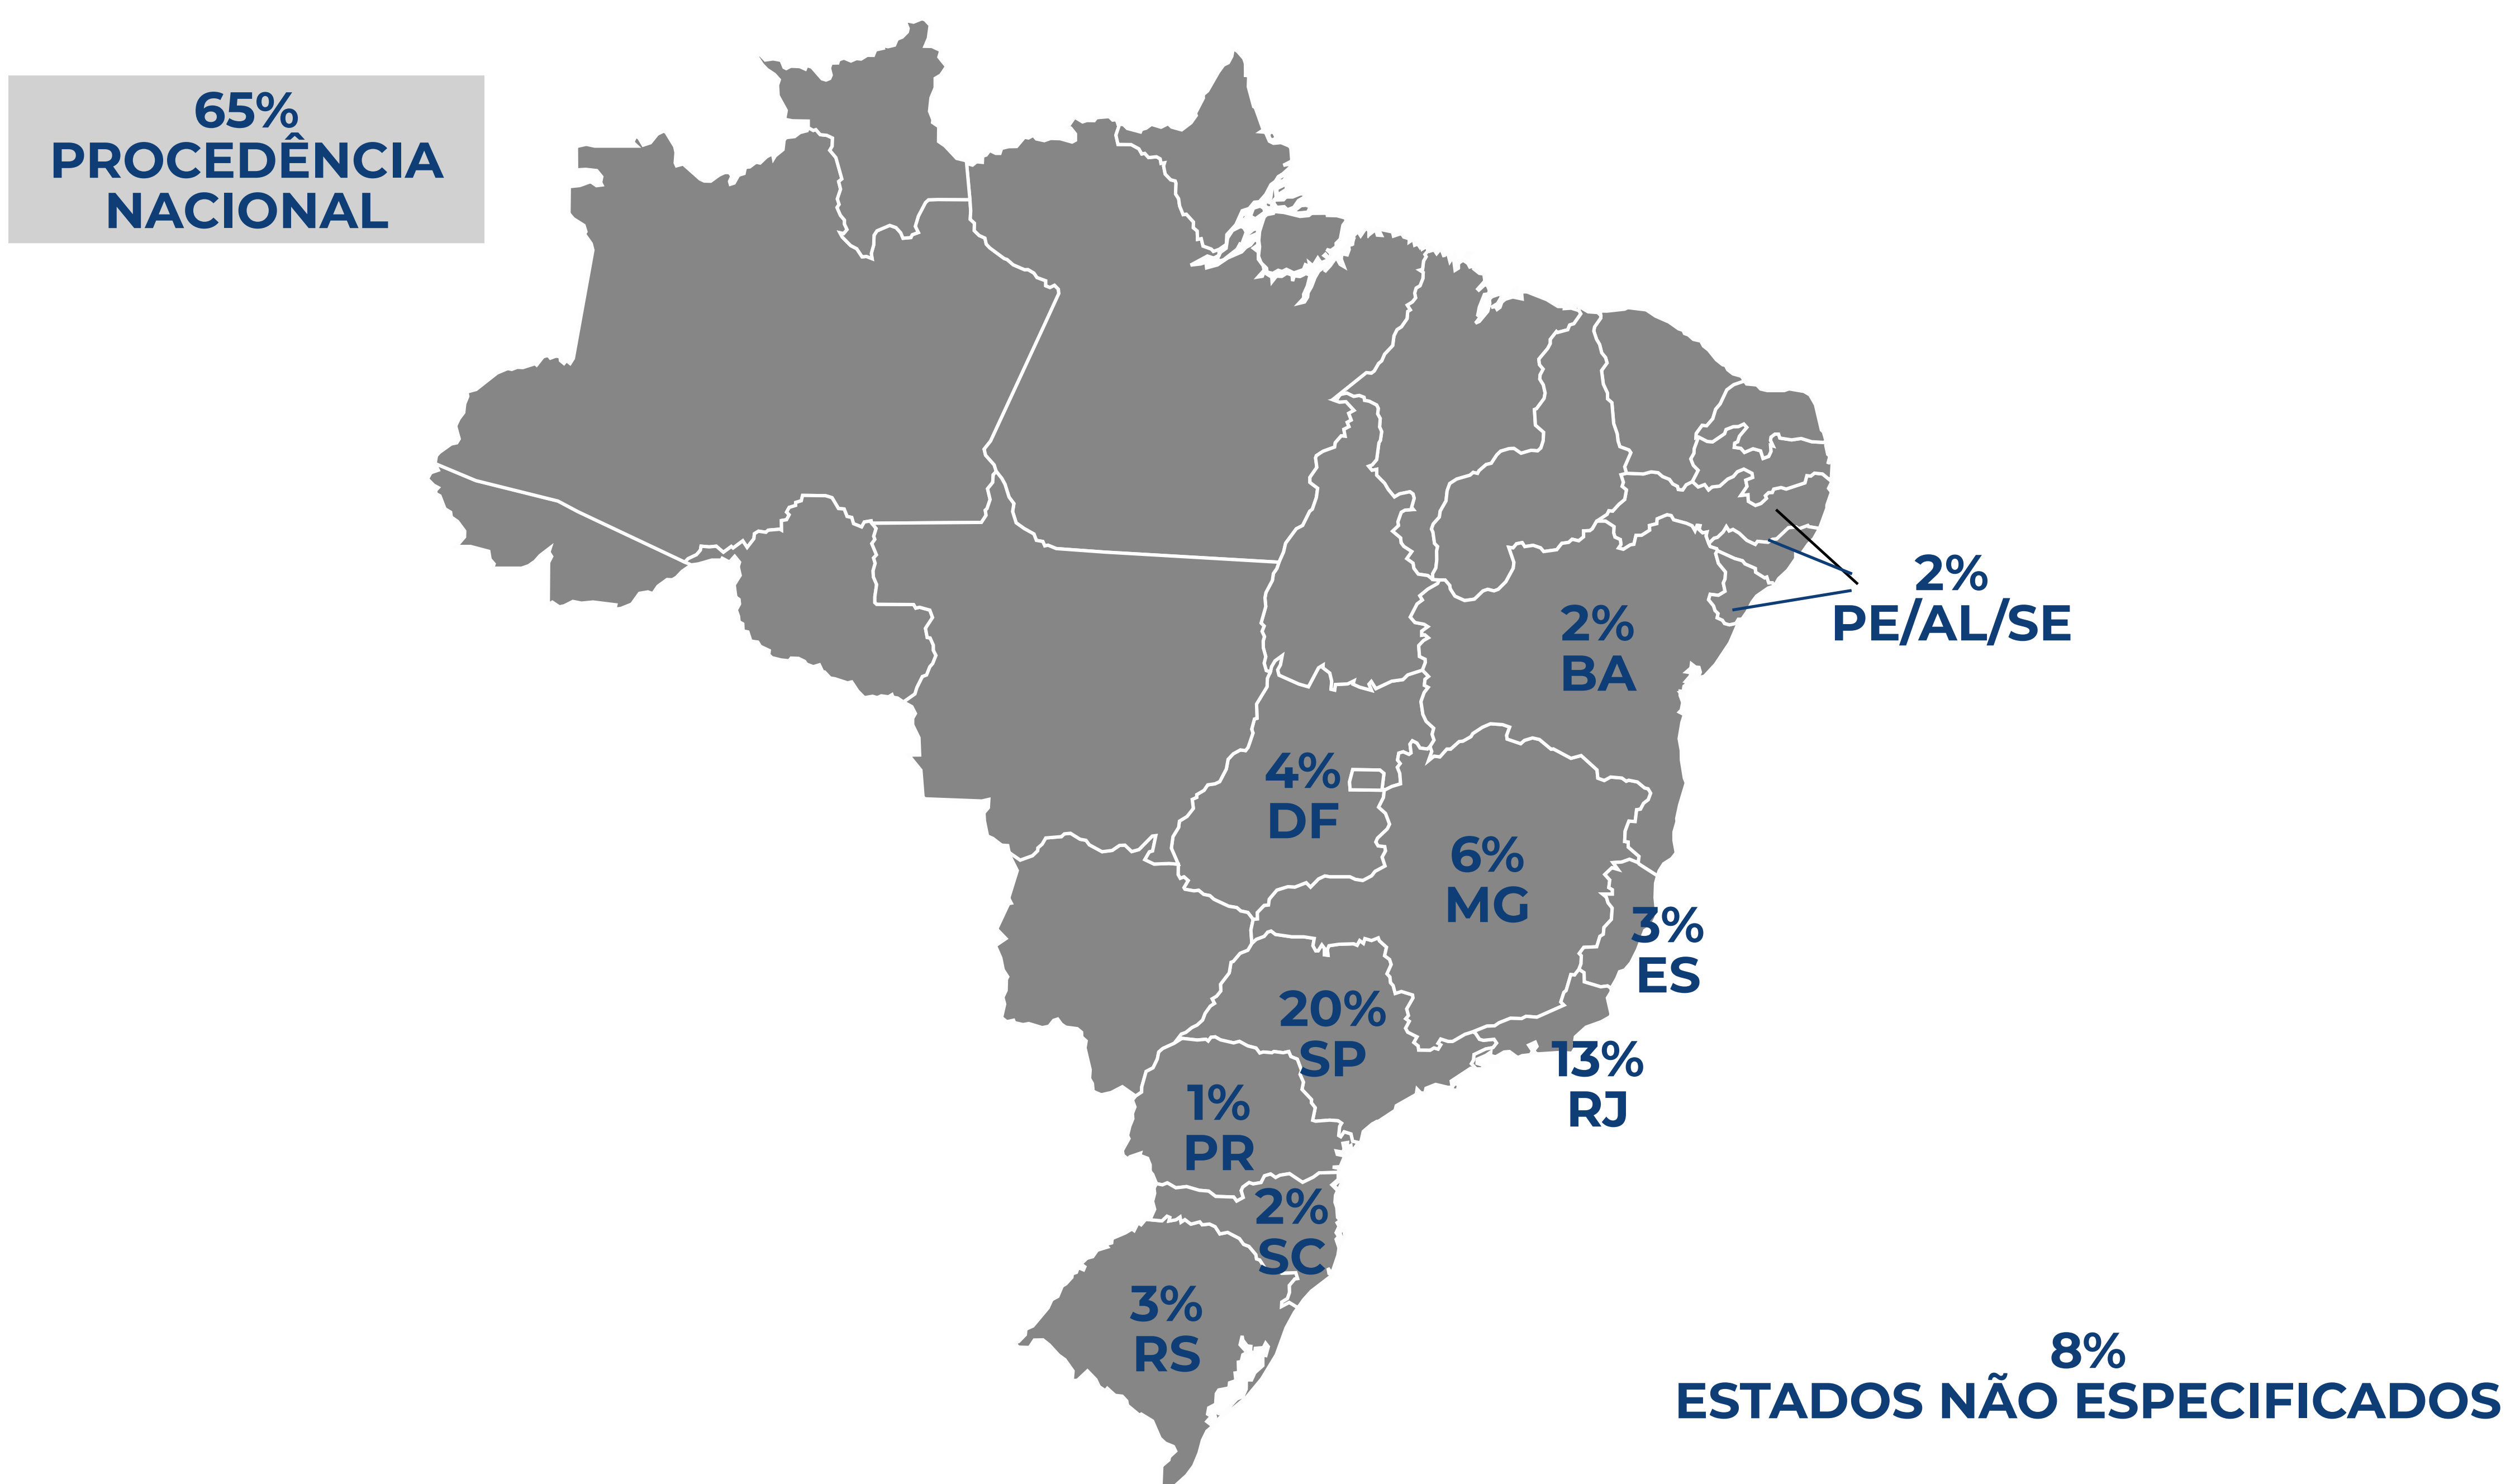 65%
PROCEDÊNCIA
NACIONAL
2%
PE/AL/SE
2%
BA
4%
DF
6%
MG
3%
ES
20%
SP
13%
RJ
1%
PR
2%
SC
3%
RS
8%
ESTADOS NÃO ESPECIFICADOS